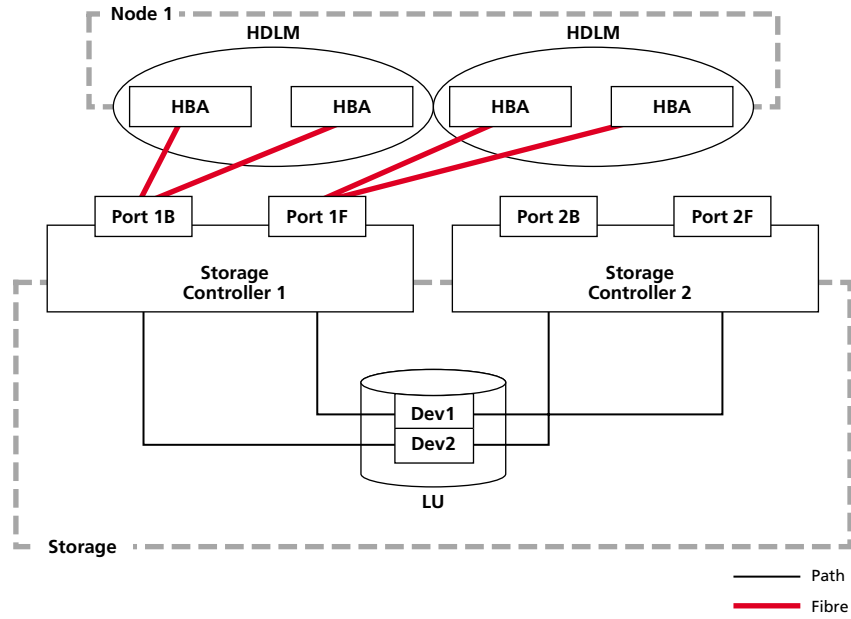 Node 1
HDLM
HDLM
HBA
HBA
HBA
HBA
Port 1B
Port 1F
Port 2B
Port 2F
Storage
Controller 1
Storage
Controller 2
Dev1
Dev2
LU
Storage
Path
Fibre